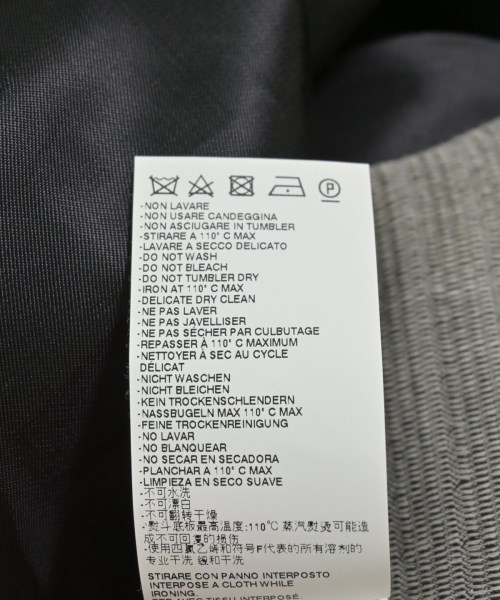 P
-NON LAVARE
-NON USARE CANDEGGINA
-NON ASCIUGARE IN TUMBLER
-STIRARE A 110° C MAX
-LAVARE A SECCO DELICATO
-DO NOT WASH
-DO NOT BLEACH
-DO NOT TUMBLER DRY
-IRON AT 110° C MAX
-DELICATE DRY CLEAN
-NE PAS LAVER
-NE PAS JAVELLISER
-NE PAS SÉCHER PAR CULBUTAGE
-REPASSER À 110° C MAXIMUM
-NETTOYER À SEC AU CYCLE
DÉLICAT
-NICHT WASCHEN
-NICHT BLEICHEN
-KEIN TROCKENSCHLENDERN
-NASSBUGELN MAX 110° C MAX
-FEINE TROCKENREINIGUNG
-NO LAVAR
-NO BLANQUEAR
-NO SECAR EN SECADORA
-PLANCHAR A 110° C MAX
-LIMPIEZA EN SECO SUAVE
-不可水洗
-不可漂白
-不可翻转干燥
-熨斗底板最高温度:110°C 蒸汽熨烫可能造
成不可回复的损伤
-使用四氯乙烯和符号F代表的所有溶剂的
专业干洗 缓和干洗
STIRARE CON PANNO INTERPOSTO
INTERPOSE A CLOTH WHILE
IRONING.